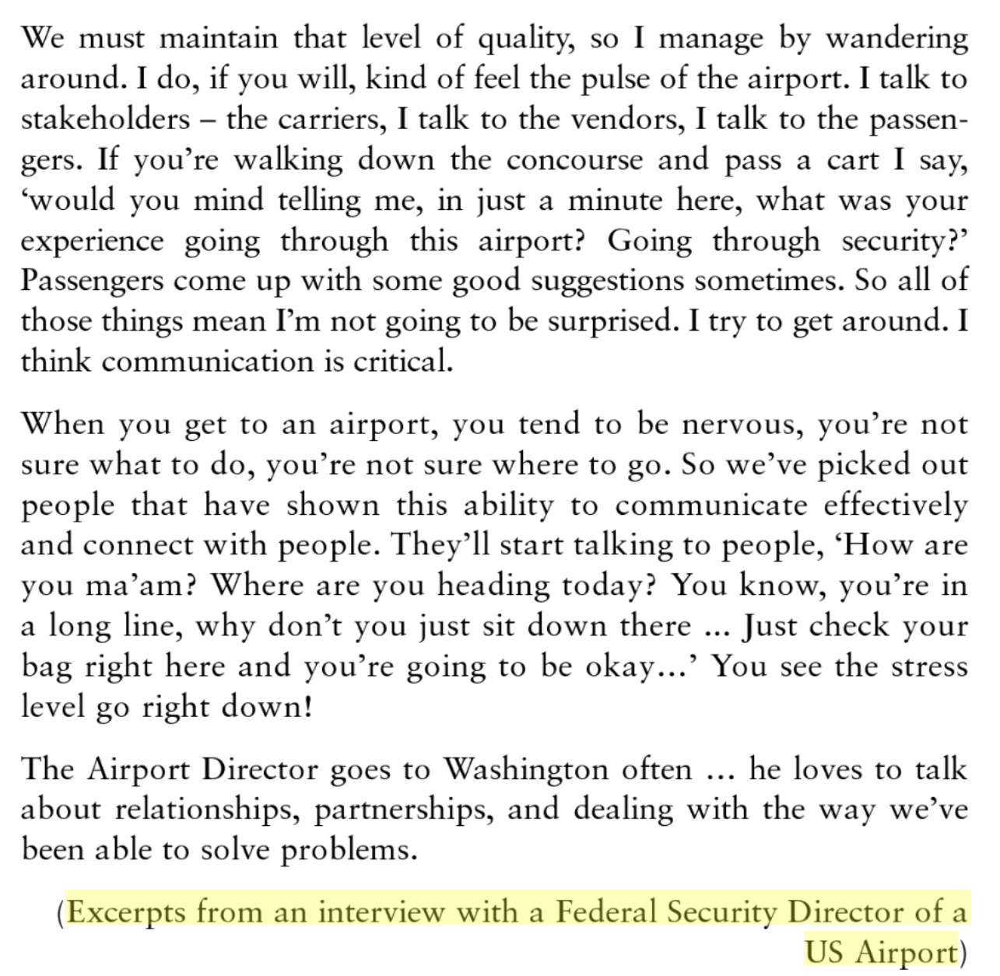 We must maintain that level of quality, so I manage by wandering
around. I do, if you will, kind of feel the pulse of the airport. I talk to
stakeholders – the carriers, I talk to the vendors, I talk to the passen-
gers. If you’re walking down the concourse and pass a cart I say,
‘would you mind telling me, in just a minute here, what was your
experience going through this airport? Going through security?’
Passengers come up with some good suggestions sometimes. So all of
those things mean I’m not going to be surprised. I try to get around. I
think communication is critical.
When you get to an airport, you tend to be nervous, you’re not
sure what to do, you’re not sure where to go. So we’ve picked out
people that have shown this ability to communicate effectively
and connect with people. They’ll start talking to people, ‘How are
you ma’am? Where are you heading today? You know, you’re in
a long line, why don’t you just sit down there ... Just check your
bag right here and you’re going to be okay...’ You see the stress
level go right down!
The Airport Director goes to Washington often ... he loves to talk
about relationships, partnerships, and dealing with the way we’ve
been able to solve problems.
(Excerpts from an interview with a Federal Security Director of a
US Airport)